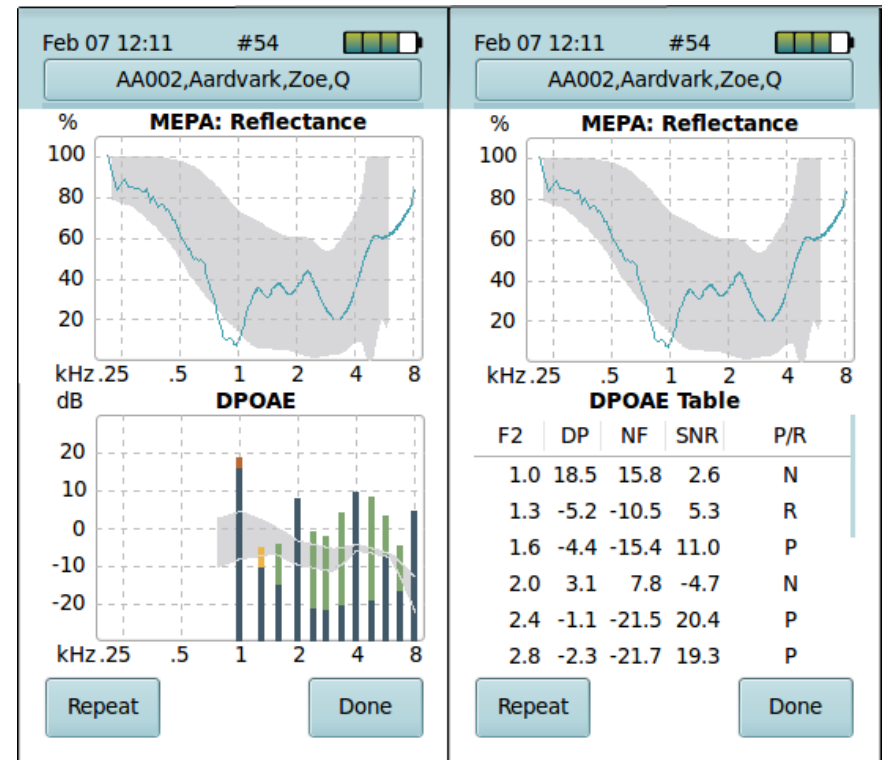 Feb 07 12:11 #54
AA002,Aardvark,Zoe,Q
% MEPA: Reflectance
100
80
60
40
20
kHz .25 .5 1 2 4 8
dB DPOAE
20
10
0
-10
-20
kHz .25 .5 1 2 4 8
Repeat Done
Feb 07 12:11 #54
AA002,Aardvark,Zoe,Q
% MEPA: Reflectance
100
80
60
40
20
kHz .25 .5 1 2 4 8
DPOAE Table
F2 DP NF SNR P/R
1.0 18.5 15.8 2.6 N
1.3 -5.2 -10.5 5.3 R
1.6 -4.4 -15.4 11.0 P
2.0 3.1 7.8 -4.7 N
2.4 -1.1 -21.5 20.4 P
2.8 -2.3 -21.7 19.3 P
Repeat Done